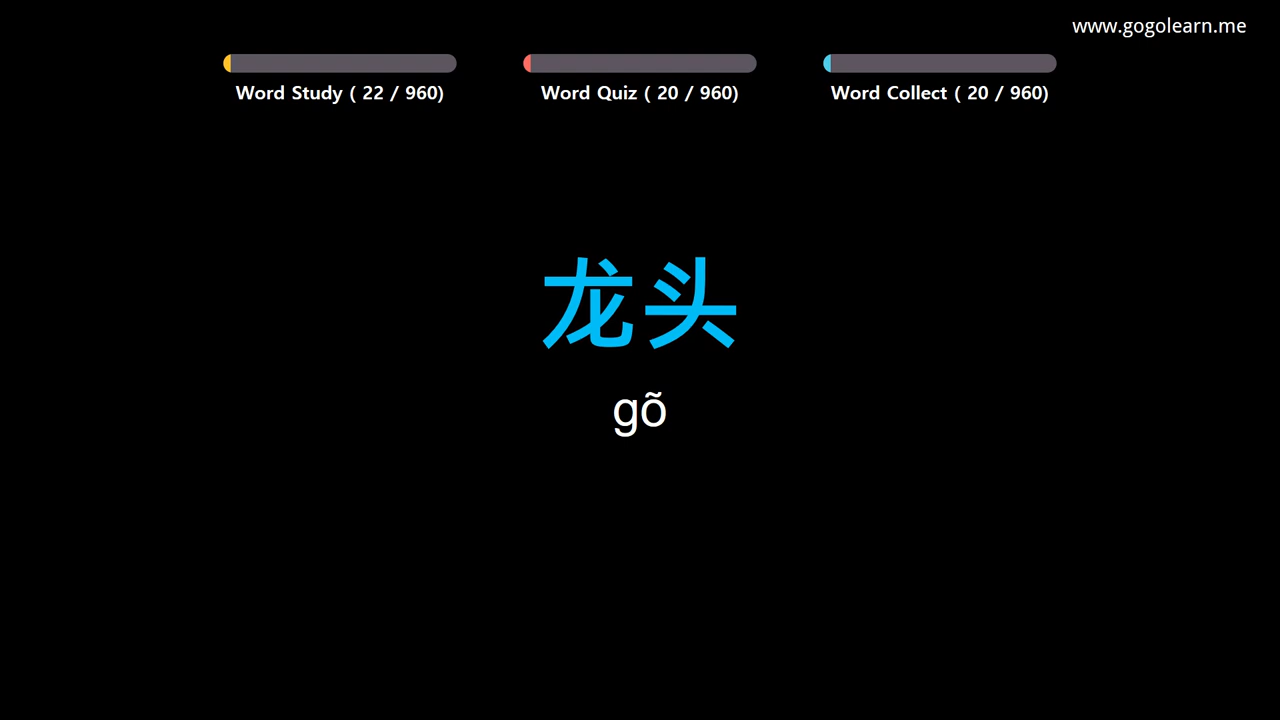 www.gogolearn.me
Word Study ( 22 / 960)
Word Quiz ( 20 / 960)
Word Collect ( 20 / 960)
龙头
gõ